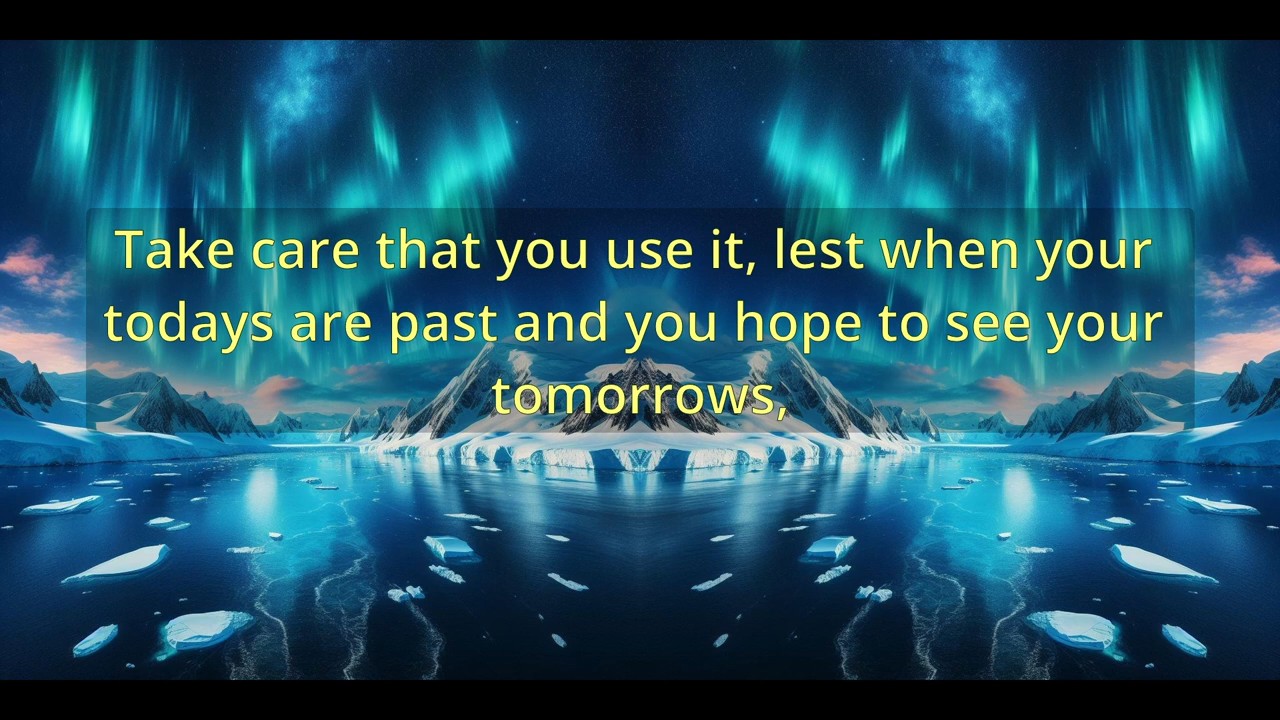 Take care that you use it, lest when your
todays are past and you hope to see your
tomorrows,